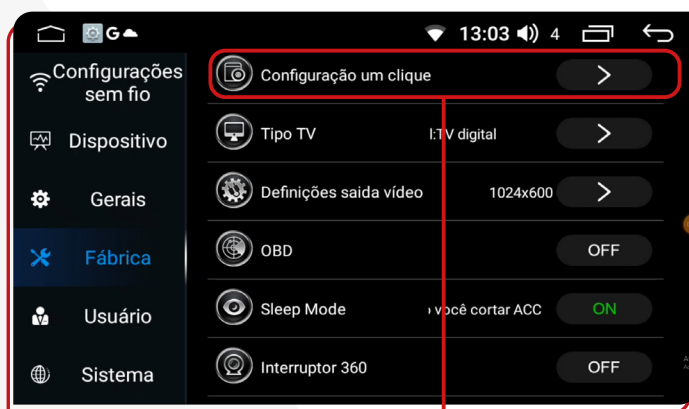 G 13:03 4
Configurações
sem fio
Dispositivo
Gerais
Fábrica
Usuário
Sistema
Configuração um clique
Tipo TV l:TV digital
Definições saida vídeo 1024x600
OBD OFF
Sleep Mode você cortar ACC ON
Interruptor 360 OFF